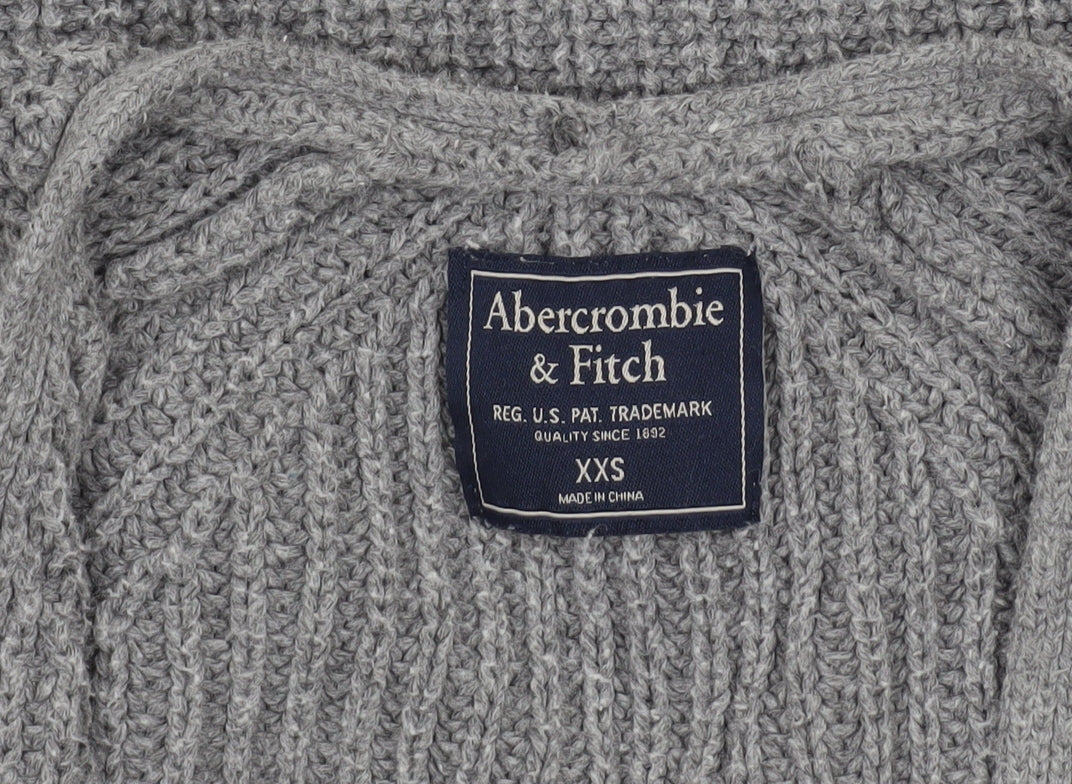 Abercrombie
& Fitch
REG. U.S. PAT. TRADEMARK
QUALITY SINCE 1892
XXS
MADE IN CHINA